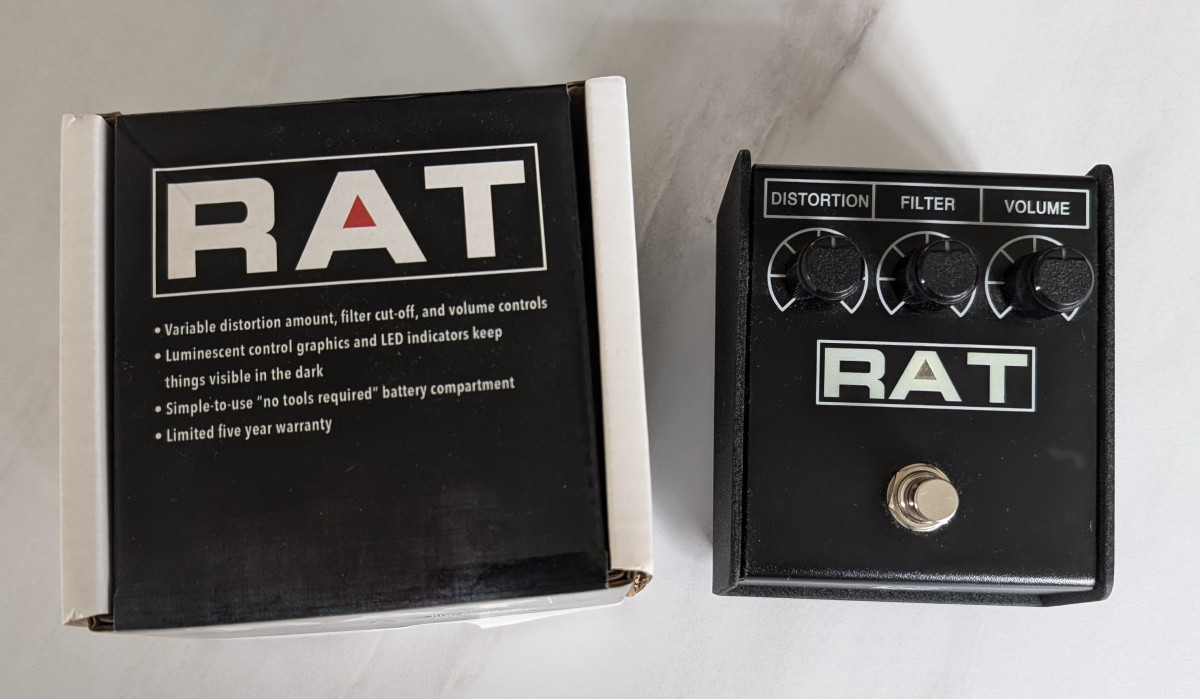 RAT
• Variable distortion amount, filter cut-off, and volume controls
• Luminescent control graphics and LED indicators keep
things visible in the dark
• Simple-to-use "no tools required" battery compartment
• Limited five year warranty
DISTORTION FILTER VOLUME
RAT